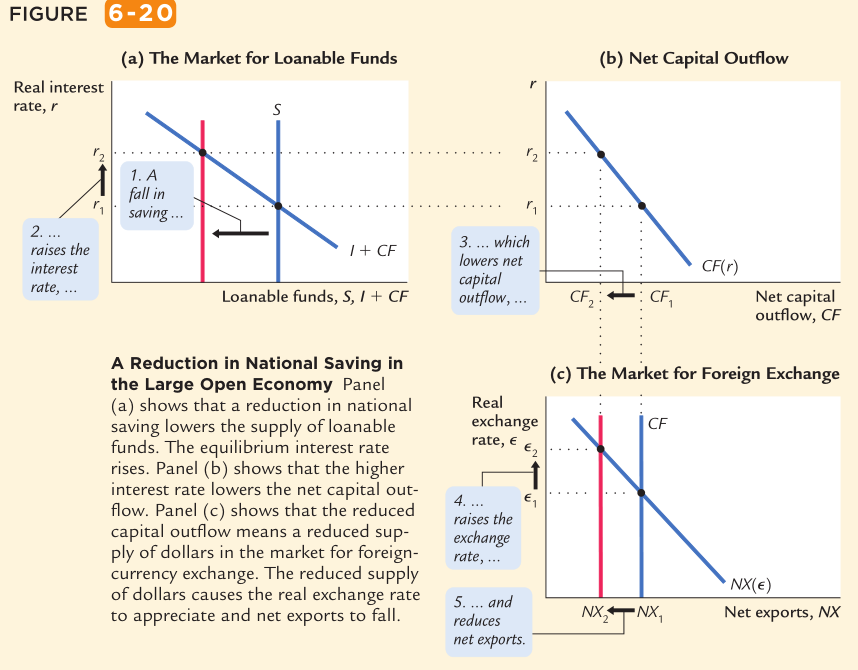 FIGURE 6-20
(a) The Market for Loanable Funds
Real interest
rate, r
S
r₂
r₁
1. A
fall in
saving ...
2. ...
raises the
interest
rate, ...
I + CF
Loanable funds, S, I + CF
(b) Net Capital Outflow
r
r₂
r₁
3. ... which
lowers net
capital
outflow, ...
CF(r)
CF₂
CF₁
Net capital
outflow, CF
A Reduction in National Saving in
the Large Open Economy Panel
(a) shows that a reduction in national
saving lowers the supply of loanable
funds. The equilibrium interest rate
rises. Panel (b) shows that the higher
interest rate lowers the net capital out-
flow. Panel (c) shows that the reduced
capital outflow means a reduced sup-
ply of dollars in the market for foreign-
currency exchange. The reduced supply
of dollars causes the real exchange rate
to appreciate and net exports to fall.
(c) The Market for Foreign Exchange
Real
exchange
rate, ϵ
ϵ₂
ϵ₁
CF
4. ...
raises the
exchange
rate, ...
NX(ϵ)
5. ... and
reduces
net exports.
NX₂
NX₁
Net exports, NX